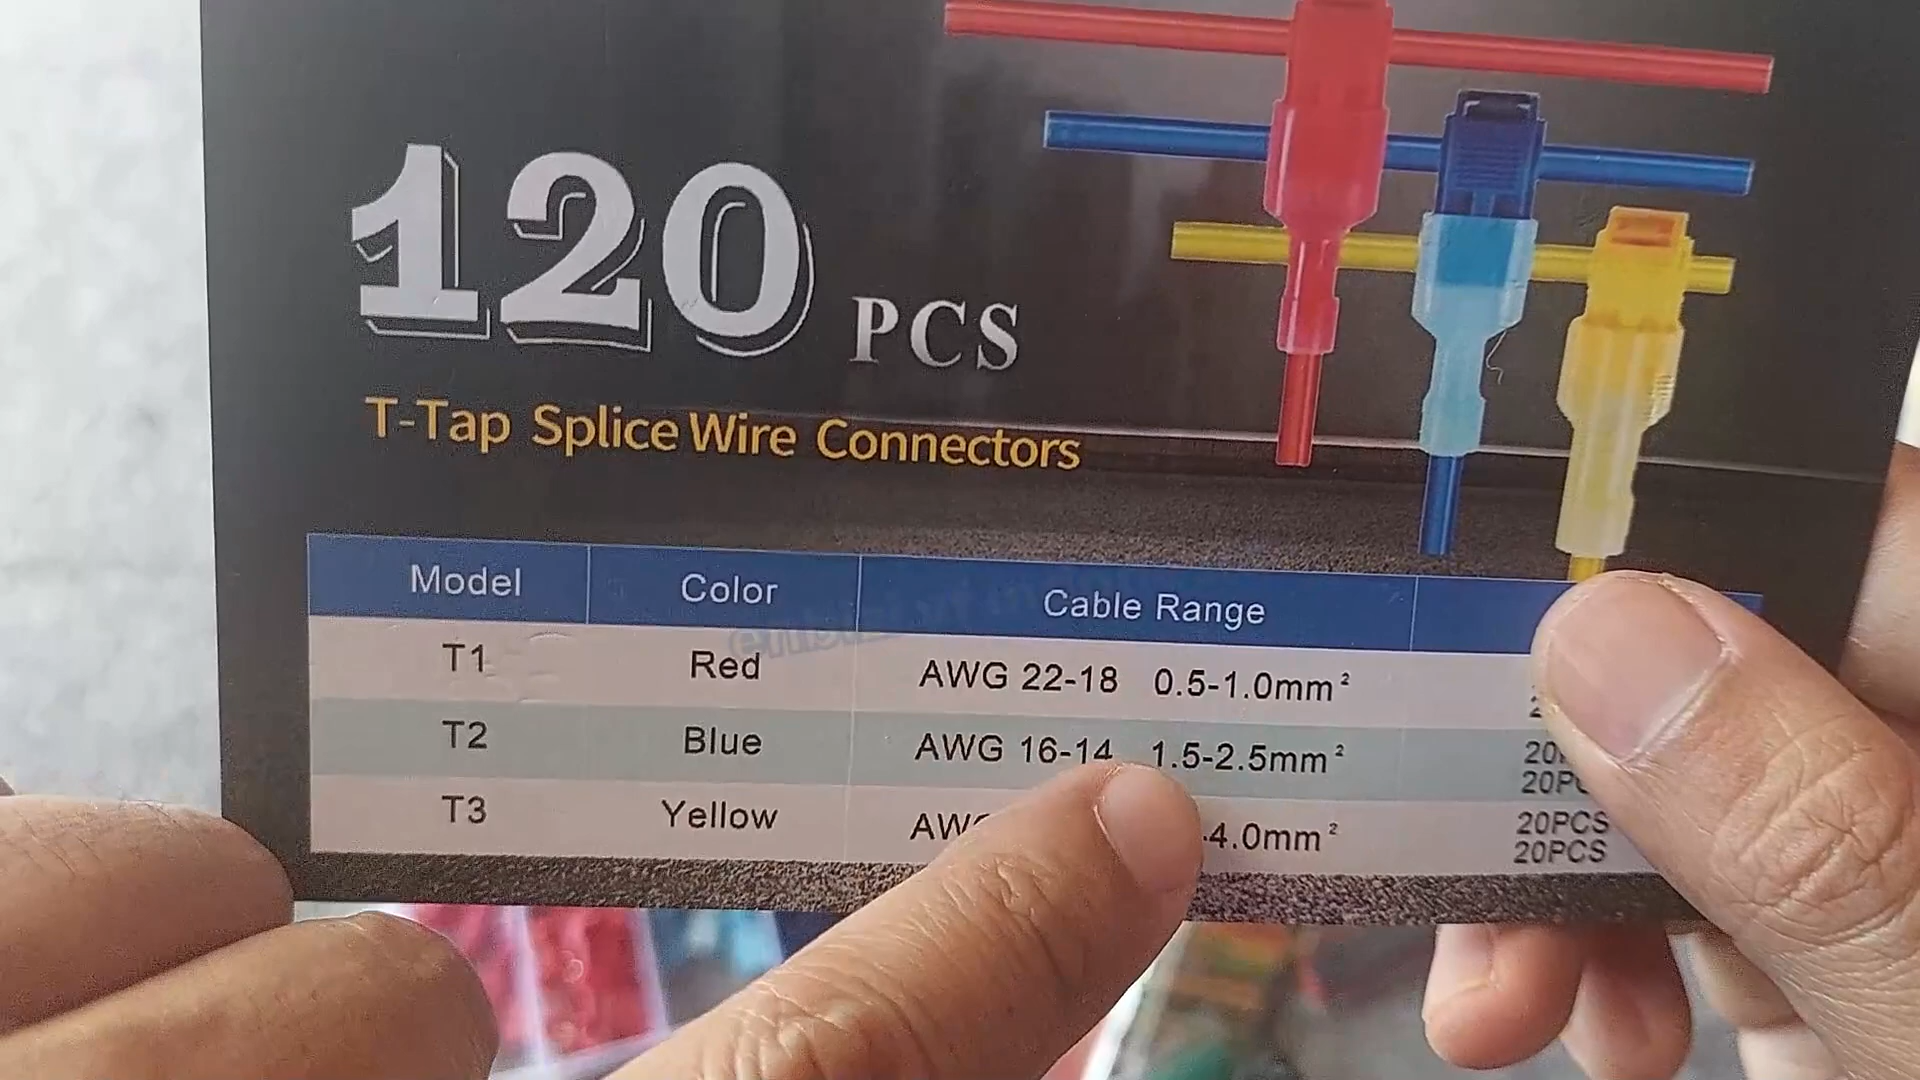 120 PCS
T-Tap Splice Wire Connectors
Model Color Cable Range
T1 Red AWG 22-18 0.5-1.0mm²
T2 Blue AWG 16-14 1.5-2.5mm²
T3 Yellow 4.0mm² 20PCS
20PCS